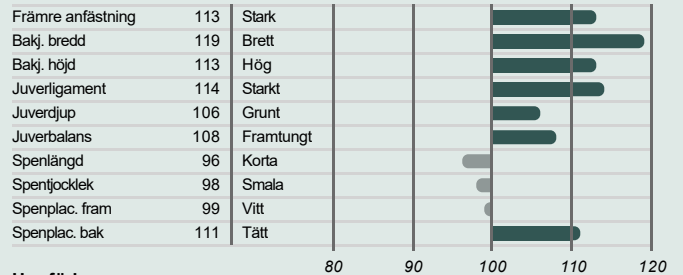 Främre anfästning 113 Stark
Bakj. bredd 119 Brett
Bakj. höjd 113 Hög
Juverligament 114 Starkt
Juverdjup 106 Grunt
Juverbalans 108 Framtungt
Spenlängd 96 Korta
Spentjocklek 98 Smala
Spenplac. fram 99 Vitt
Spenplac. bak 111 Tätt
80 90 100 110 120